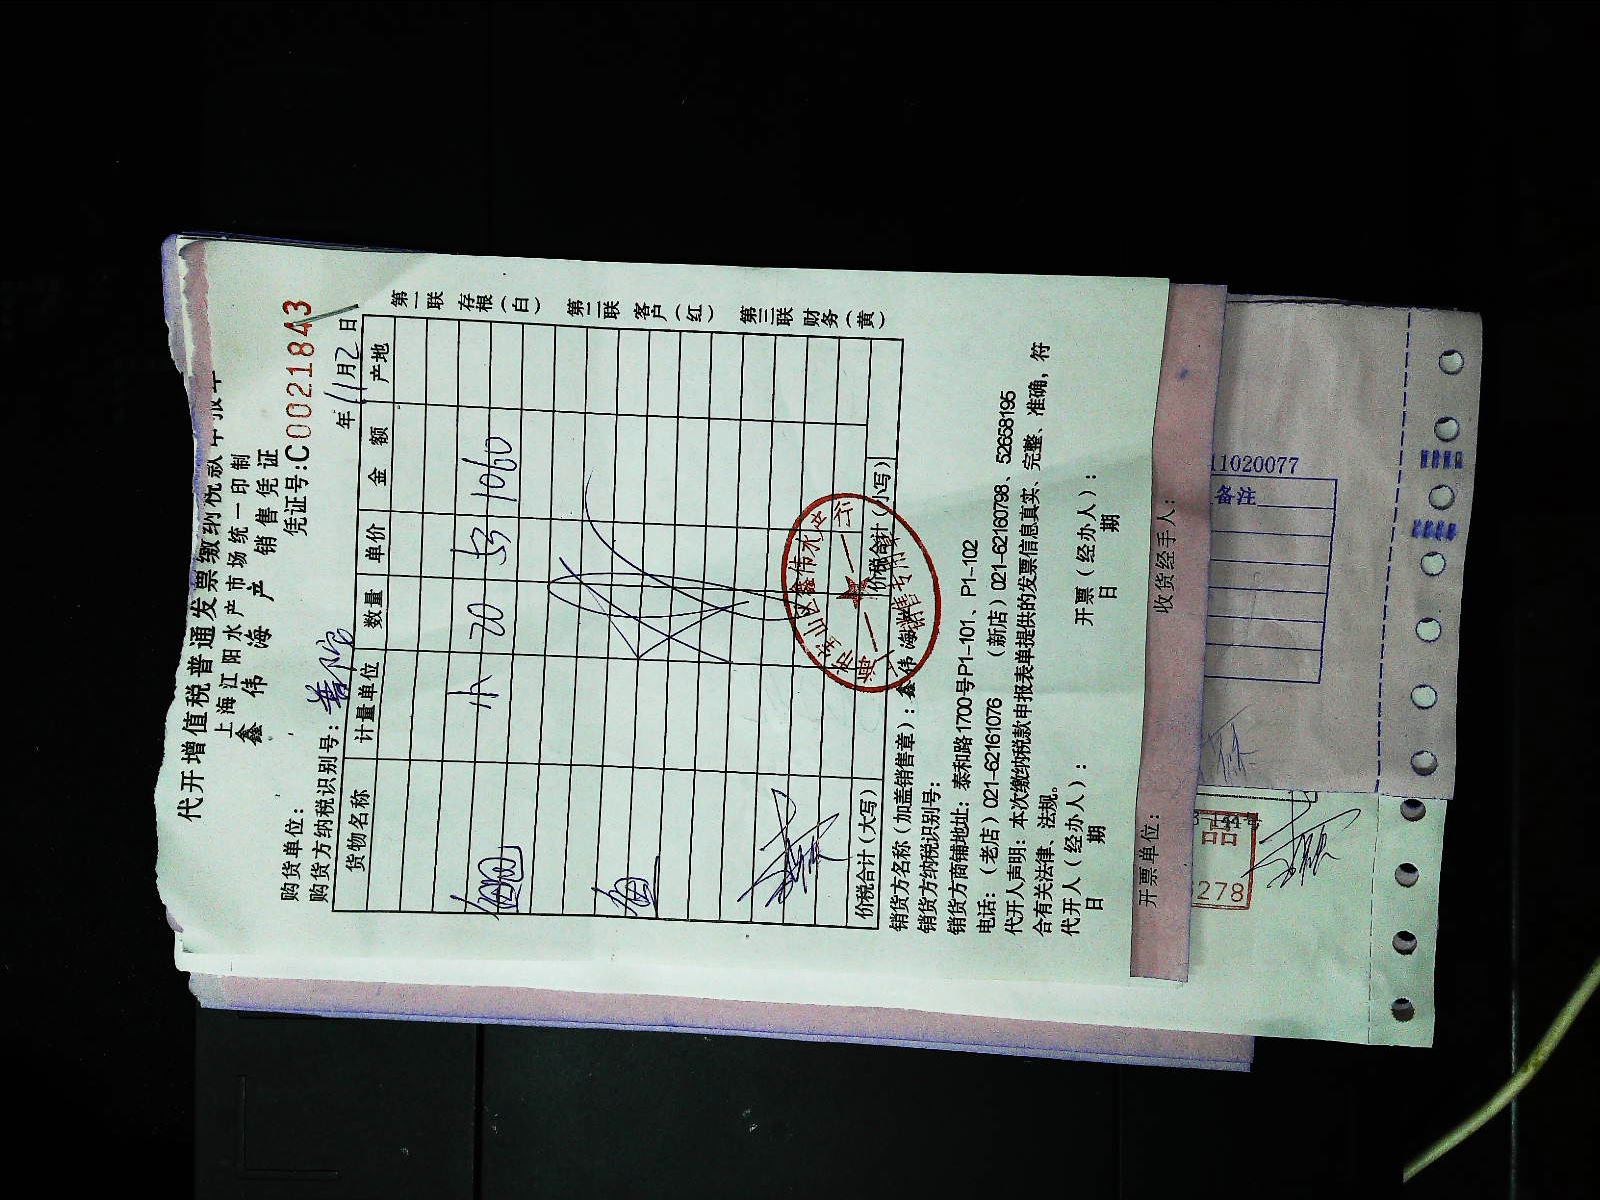 代开增值税普通发票缴纳税款申报单
上海江阳水产市场统一印制
鑫伟海产销售凭证
凭证号:C0021843
购货单位:
购货方纳税识别号:
年 11月2日
货物名称 计量单位 数量 单价 金额 产地
20 53 1060
价税合计(大写) 价税合计(小写)
第一联 存根(白)
第二联 客户(红)
第三联 财务(黄)
销货方名称(加盖销售章):鑫伟海
销货方纳税识别号:
销货方商铺地址:泰和路1700号P1-101、P1-102
电话:(老店)021-62161076 (新店)021-62160798、52658195
代开人声明:本次缴纳税款申报表单提供的发票信息真实、完整、准确,符
合有关法律、法规。
代开人(经办人): 开票(经办人):
日期 日期
开票单位: 收货经手人:
11020077
备注
278